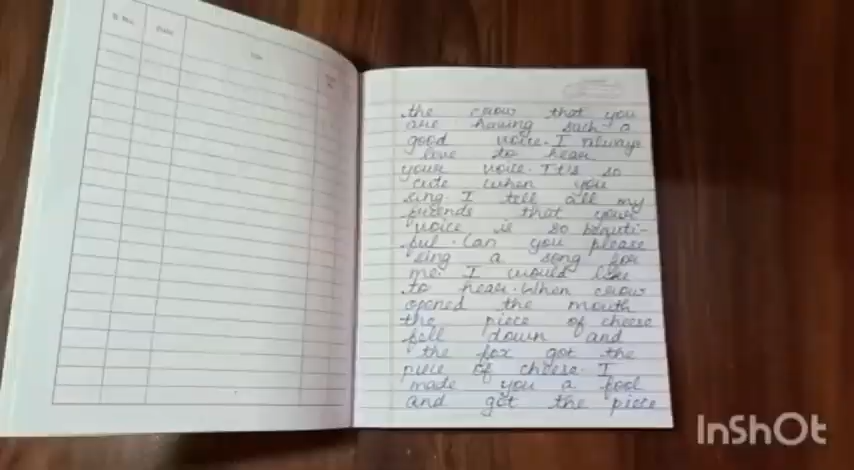 S. No. Date
the crow that you
are having such a
good voice. I always
love to hear
your voice. It's so
cute when you
sing. I tell all my
friends that your
voice is so beauti-
ful. Can you please
sing a song for
me. I would like
to hear. When crow
opened the mouth
the piece of cheese
fell down and
the fox got the
piece of cheese. I
made you a fool
and got the piece
InShOt